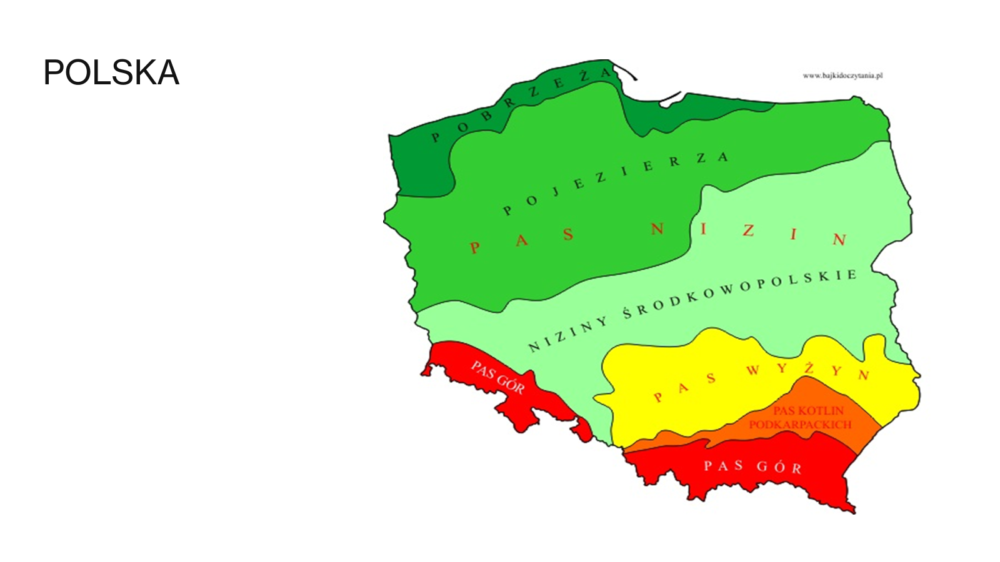 POLSKA
www.bajkidoczytania.pl
POBRZEŻA
POJEZIERZA
PAS NIZIN
NIZINY ŚRODKOWOPOLSKIE
PAS GÓR
PAS WYŻYN
PAS KOTLIN
PODKARPACKICH
PAS GÓR